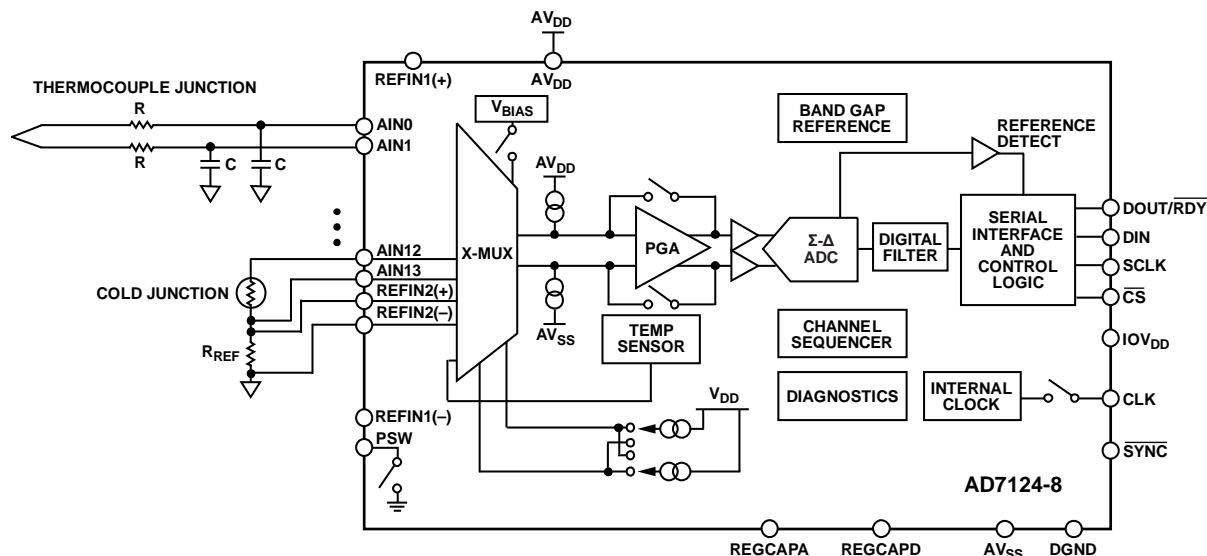 AVDD
REFIN1(+)
AVDD
THERMOCOUPLE JUNCTION
R
AIN0
AIN1
R
C
C
VBIAS
BAND GAP
REFERENCE
REFERENCE
DETECT
AVDD
X-MUX
PGA
Σ-Δ
ADC
DIGITAL
FILTER
SERIAL
INTERFACE
AND
CONTROL
LOGIC
DOUT/RDY
DIN
SCLK
CS
IOVDD
CLK
SYNC
AIN12
AIN13
REFIN2(+)
REFIN2(–)
COLD JUNCTION
RREF
AVSS
TEMP
SENSOR
CHANNEL
SEQUENCER
DIAGNOSTICS
INTERNAL
CLOCK
VDD
REFIN1(–)
PSW
AD7124-8
REGCAPA
REGCAPD
AVSS
DGND